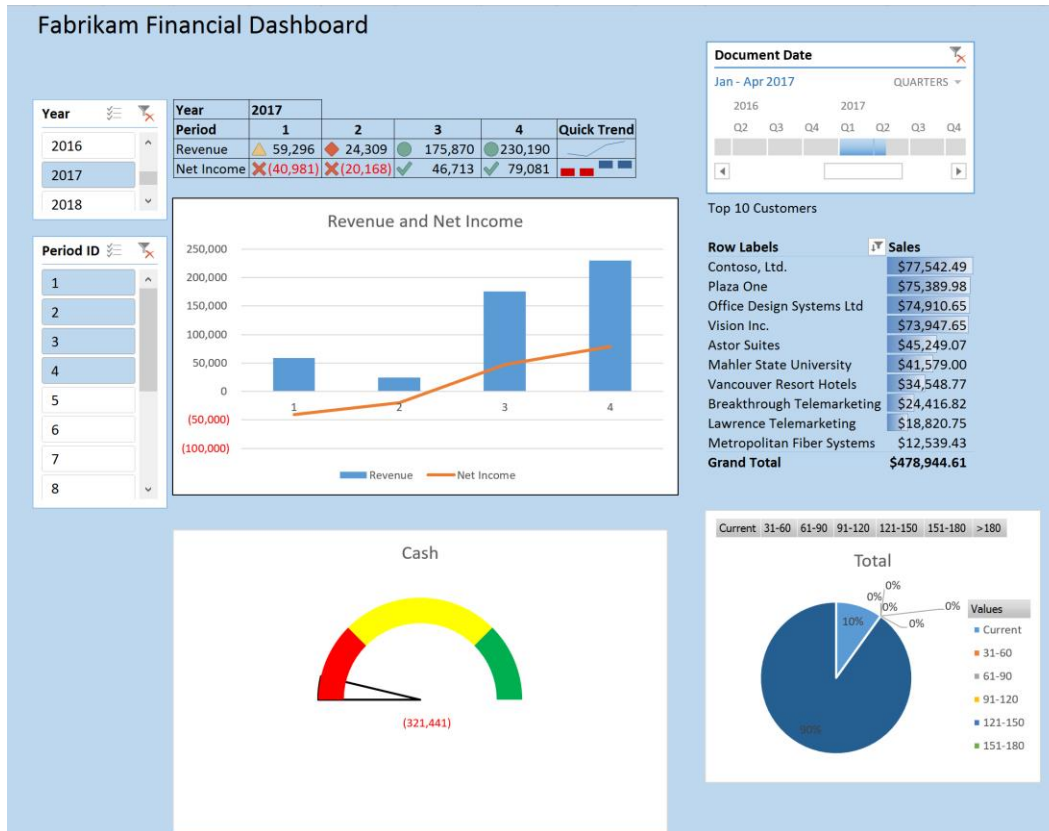 Fabrikam Financial Dashboard
Document Date
Jan - Apr 2017 QUARTERS
2016 2017
Q2 Q3 Q4 Q1 Q2 Q3 Q4
Year
2016
2017
2018
Year 2017
Period 1 2 3 4 Quick Trend
Revenue 59,296 24,309 175,870 230,190
Net Income (40,981) (20,168) 46,713 79,081
Period ID
1
2
3
4
5
6
7
8
Revenue and Net Income
250,000
200,000
150,000
100,000
50,000
0
(50,000)
(100,000)
1 2 3 4
Revenue Net Income
Top 10 Customers
Row Labels Sales
Contoso, Ltd. $77,542.49
Plaza One $75,389.98
Office Design Systems Ltd $74,910.65
Vision Inc. $73,947.65
Astor Suites $45,249.07
Mahler State University $41,579.00
Vancouver Resort Hotels $34,548.77
Breakthrough Telemarketing $24,416.82
Lawrence Telemarketing $18,820.75
Metropolitan Fiber Systems $12,539.43
Grand Total $478,944.61
Cash
(321,441)
Current 31-60 61-90 91-120 121-150 151-180 >180
Total
0%
0%
0%
0%
0%
10%
90%
Values
Current
31-60
61-90
91-120
121-150
151-180